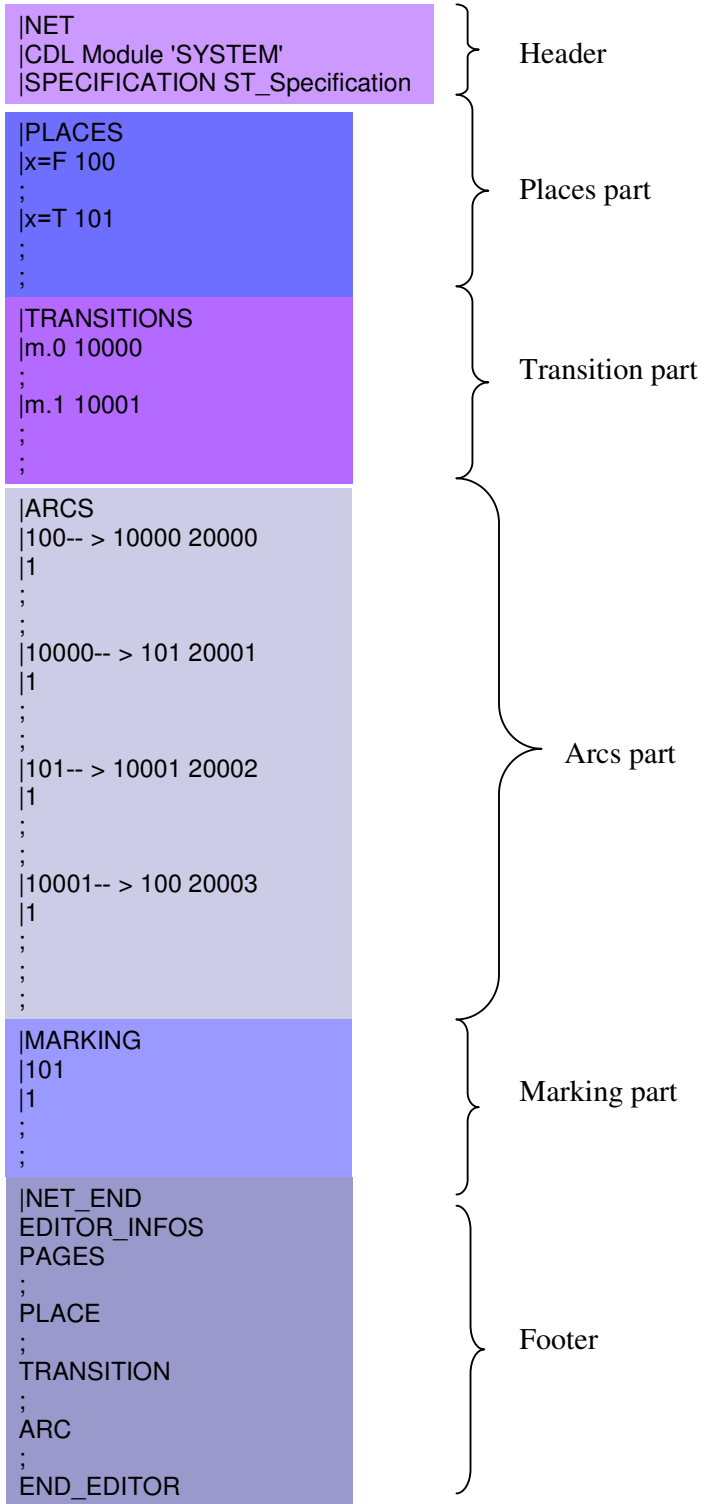 |NET
|CDL Module 'SYSTEM'
|SPECIFICATION ST_Specification
Header
|PLACES
|x=F 100
;
|x=T 101
;
;
Places part
|TRANSITIONS
|m.0 10000
;
|m.1 10001
;
;
Transition part
|ARCS
|100-- > 10000 20000
|1
;
;
|10000-- > 101 20001
|1
;
;
|101-- > 10001 20002
|1
;
;
|10001-- > 100 20003
|1
;
;
;
Arcs part
|MARKING
|101
|1
;
;
Marking part
|NET_END
EDITOR_INFOS
PAGES
;
PLACE
;
TRANSITION
;
ARC
;
END_EDITOR
Footer